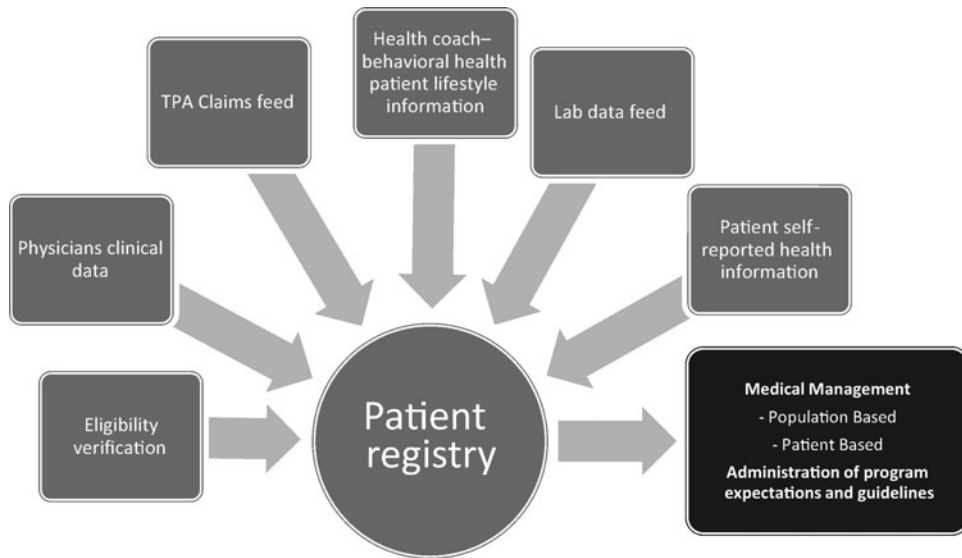 Health coach–
behavioral health
patient lifestyle
information
TPA Claims feed
Lab data feed
Physicians clinical
data
Patient self-
reported health
information
Eligibility
verification
Patient
registry
Medical Management
- Population Based
- Patient Based
Administration of program
expectations and guidelines